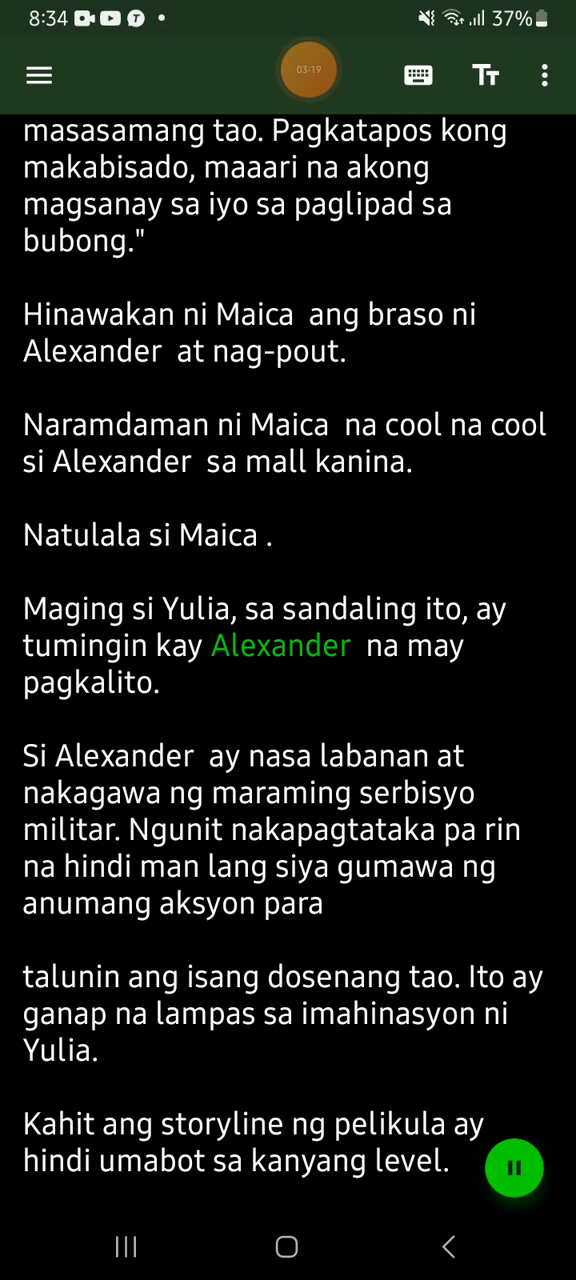 8:34
37%
03:19
masasamang tao. Pagkatapos kong
makabisado, maaari na akong
magsanay sa iyo sa paglipad sa
bubong."
Hinawakan ni Maica ang braso ni
Alexander at nag-pout.
Naramdaman ni Maica na cool na cool
si Alexander sa mall kanina.
Natulala si Maica .
Maging si Yulia, sa sandaling ito, ay
tumingin kay Alexander na may
pagkalito.
Si Alexander ay nasa labanan at
nakagawa ng maraming serbisyo
militar. Ngunit nakapagtataka pa rin
na hindi man lang siya gumawa ng
anumang aksyon para
talunin ang isang dosenang tao. Ito ay
ganap na lampas sa imahinasyon ni
Yulia.
Kahit ang storyline ng pelikula ay
hindi umabot sa kanyang level.